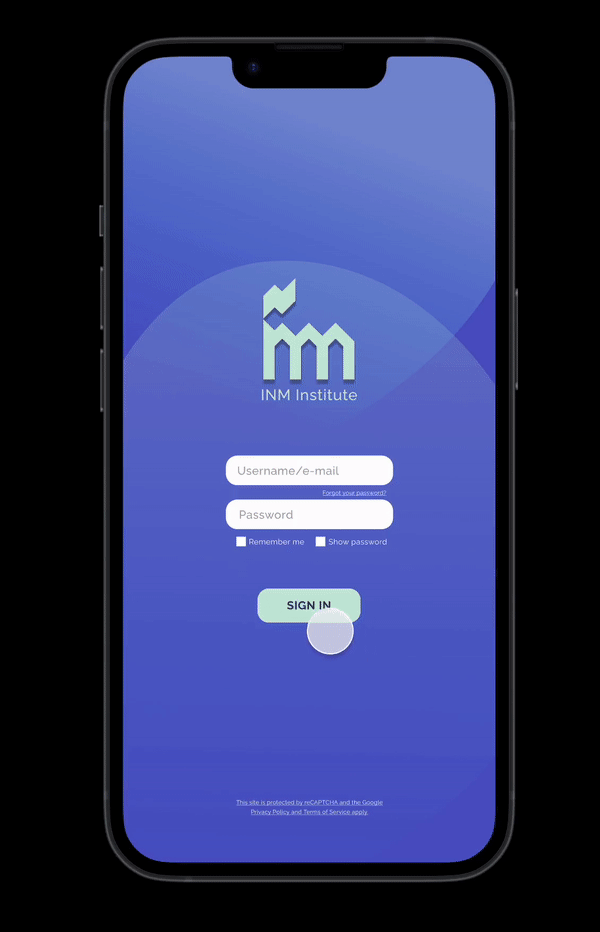 INM Institute
Username/e-mail
Forgot your password?
Password
Remember me
Show password
SIGN IN
This site is protected by reCAPTCHA and the Google
Privacy Policy and Terms of Service apply.